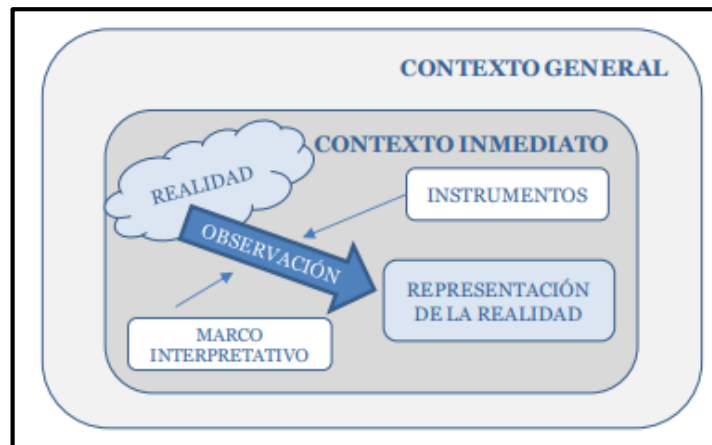 CONTEXTO GENERAL
CONTEXTO INMEDIATO
REALIDAD
INSTRUMENTOS
OBSERVACIÓN
REPRESENTACIÓN
DE LA REALIDAD
MARCO
INTERPRETATIVO